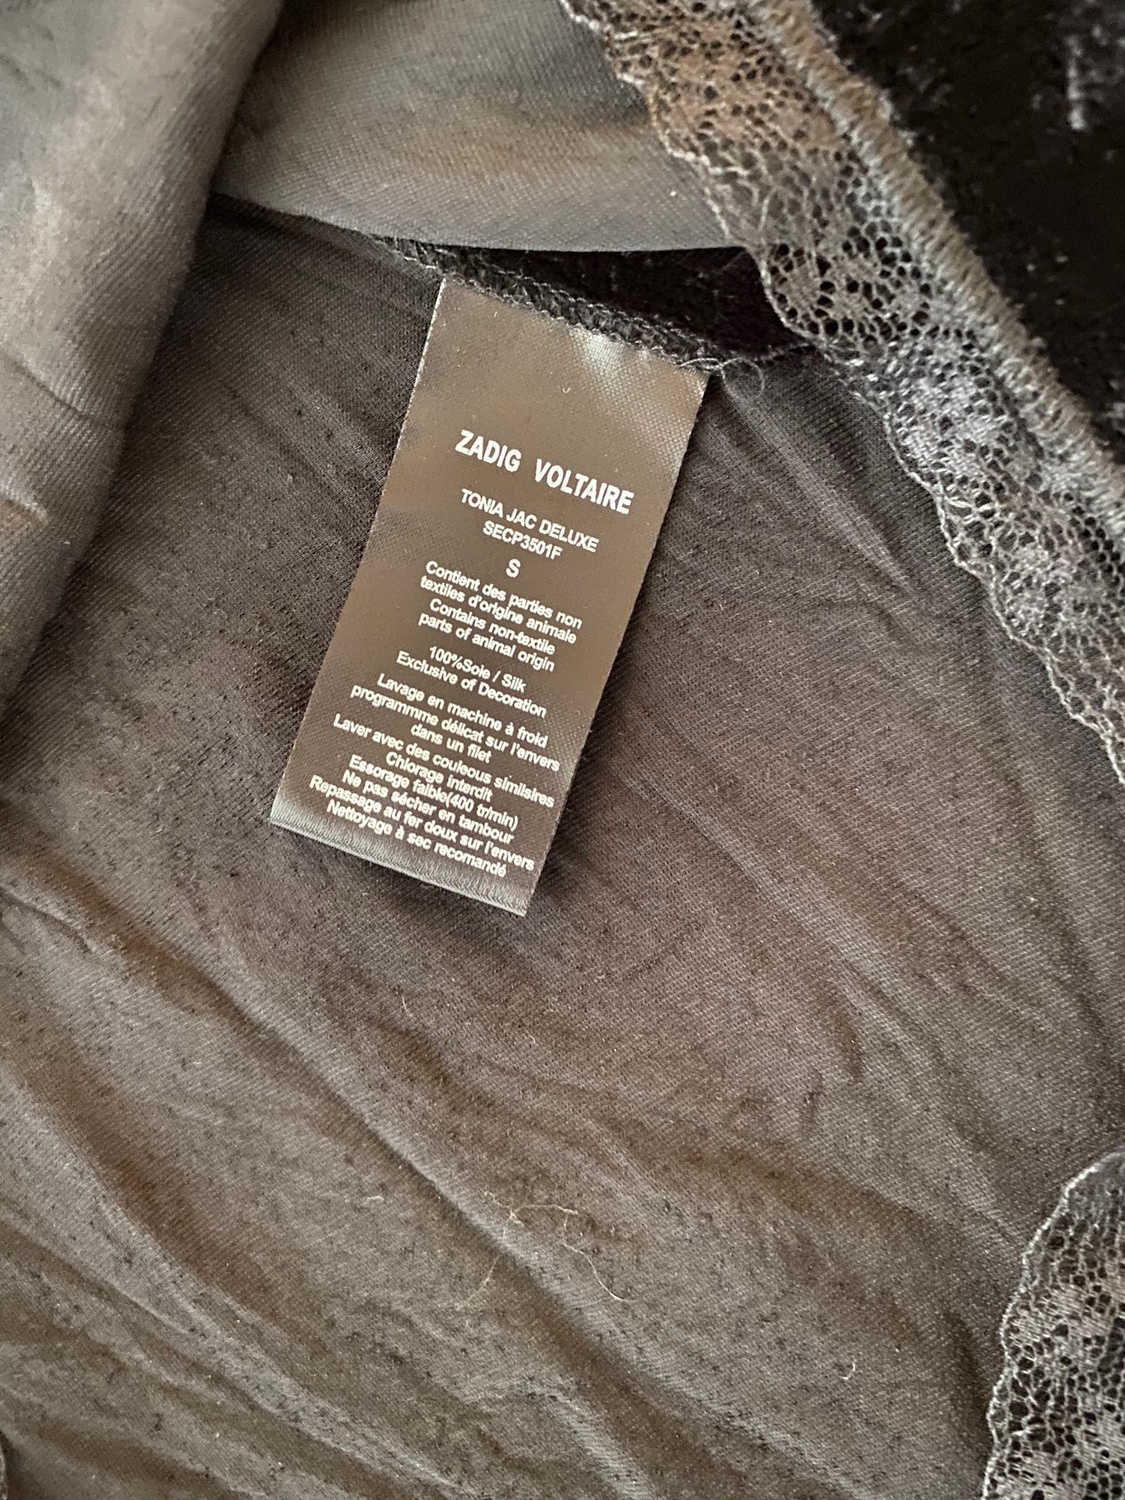 ZADIG VOLTAIRE
TONIA JAC DELUXE
SECP3501F
S
Contient des parties non
textiles d'origine animale
Contains non-textile
parts of animal origin
100%Soie / Silk
Exclusive of Decoration
Lavage en machine à froid
programmme délicat sur l'envers
dans un filet
Laver avec des couleous similsires
Chlorage interdit
Essorage faible(400 tr/min)
Ne pas sécher en tambour
Repassage au fer doux sur l'envers
Nettoyage à sec recomandé